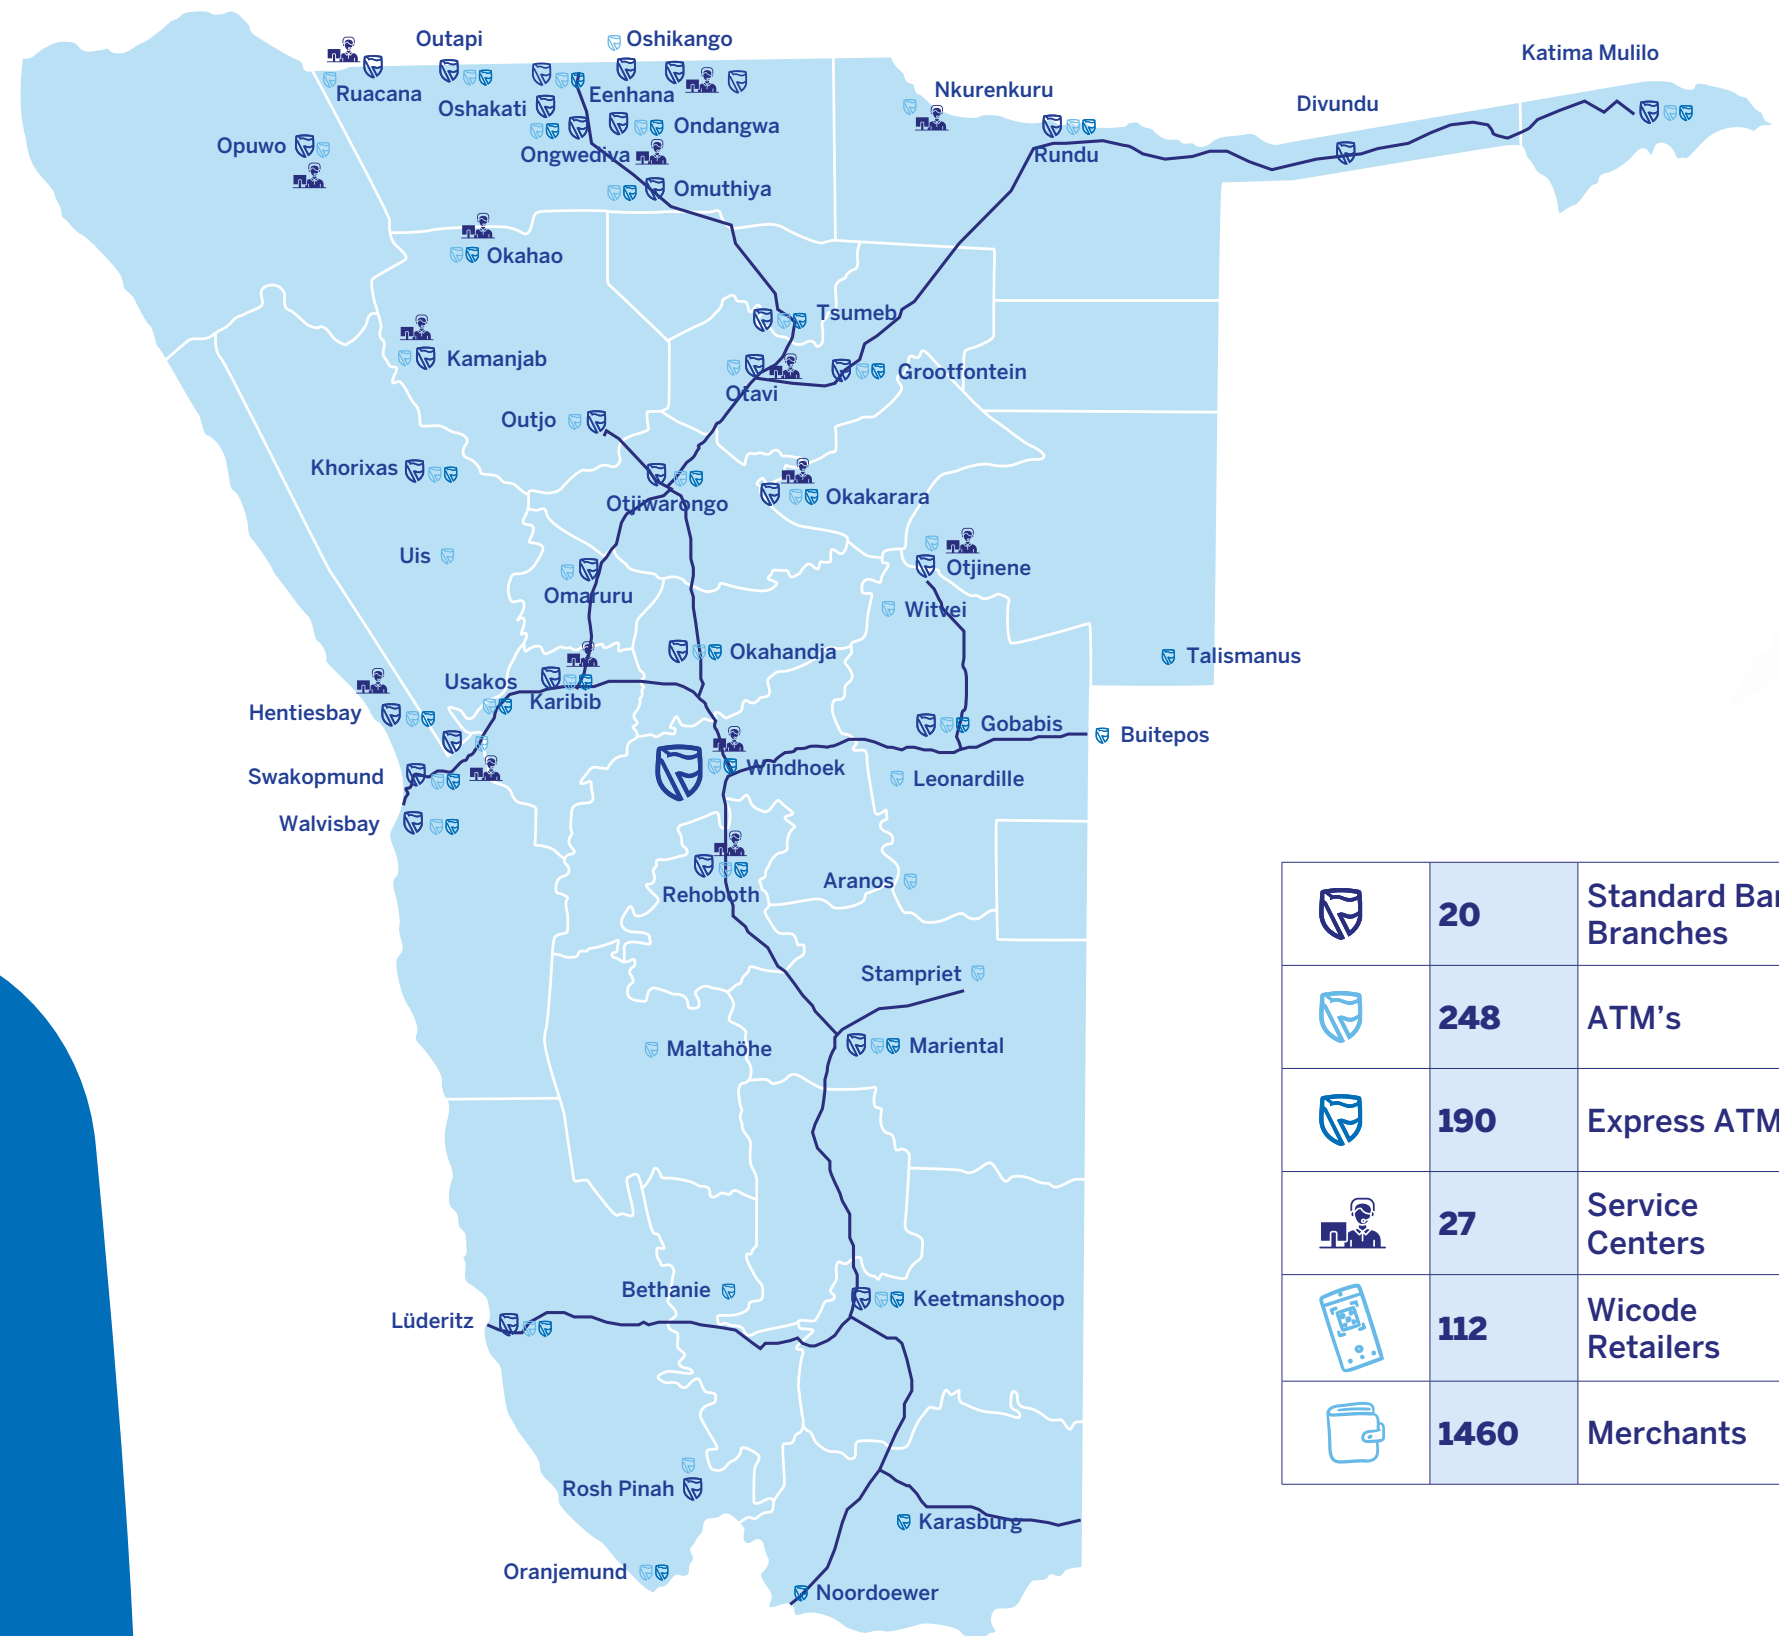 Outapi
Oshikango
Katima Mulilo
Ruacana
Oshakati
Eenhana
Nkurenkuru
Divundu
Opuwo
Ongwediva
Ondangwa
Rundu
Omuthiya
Okahao
Tsumeb
Kamanjab
Otavi
Grootfontein
Outjo
Khorixas
Otjiwarongo
Okakarara
Uis
Omaruru
Otjinene
Witvei
Okahandja
Talismanus
Usakos
Karibib
Hentiesbay
Gobabis
Buitepos
Swakopmund
Windhoek
Leonardille
Walvisbay
Rehoboth
Aranos
Stampriet
Maltahöhe
Mariental
Bethanie
Keetmanshoop
Lüderitz
Rosh Pinah
Karasburg
Oranjemund
Noordoewer
20
Standard Ba
Branches
248
ATM's
190
Express ATM
27
Service
Centers
112
Wicode
Retailers
1460
Merchants